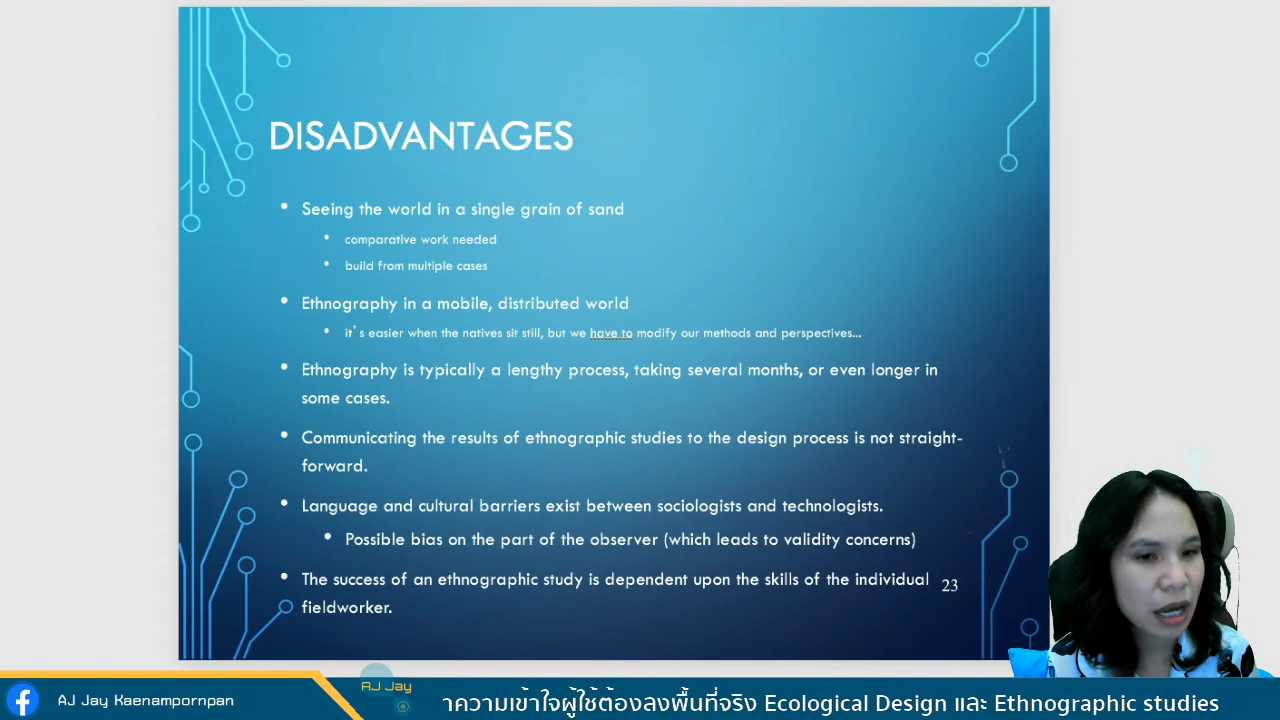 DISADVANTAGES
• Seeing the world in a single grain of sand
• comparative work needed
• build from multiple cases
• Ethnography in a mobile, distributed world
• it's easier when the natives sit still, but we have to modify our methods and perspectives...
• Ethnography is typically a lengthy process, taking several months, or even longer in
some cases.
• Communicating the results of ethnographic studies to the design process is not straight-
forward.
• Language and cultural barriers exist between sociologists and technologists.
• Possible bias on the part of the observer (which leads to validity concerns)
• The success of an ethnographic study is dependent upon the skills of the individual
fieldworker.
23
AJ Jay Kaenampornpan
AJ Jay
าความเข้าใจผู้ใช้ต้องลงพื้นที่จริง Ecological Design และ Ethnographic studies